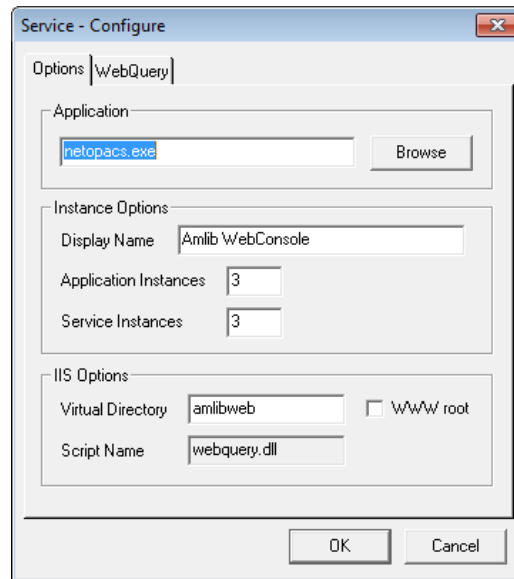 Service - Configure
Options WebQuery
Application
netopacs.exe Browse
Instance Options
Display Name Amlib WebConsole
Application Instances 3
Service Instances 3
IIS Options
Virtual Directory amlibweb WWW root
Script Name webquery.dll
OK Cancel